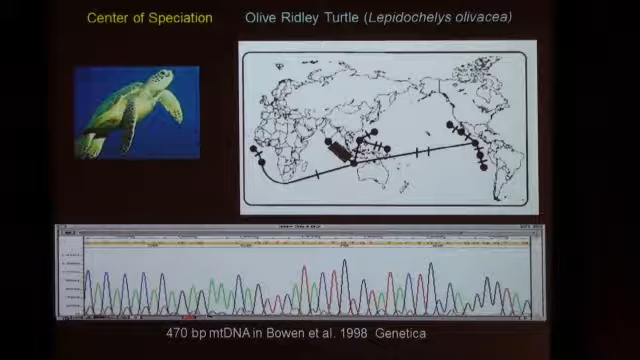 Center of Speciation
Olive Ridley Turtle (Lepidochelys olivacea)
470 bp mtDNA in Bowen et al. 1998 Genetica